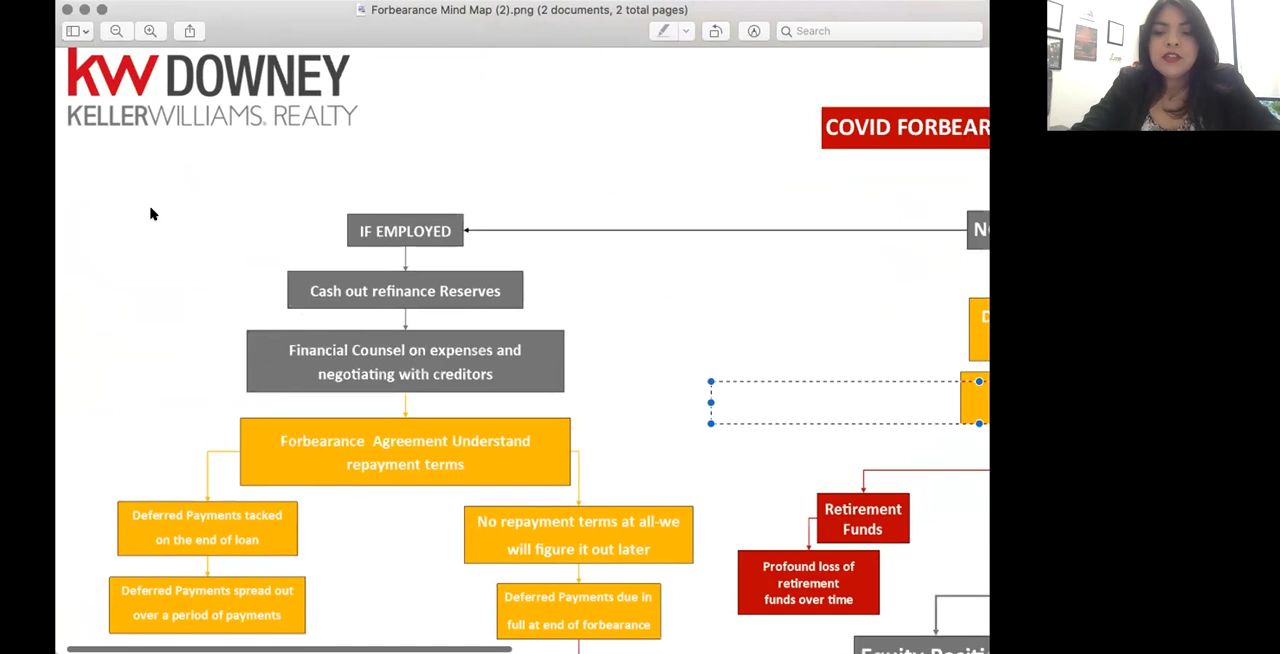 Forbearance Mind Map (2).png (2 documents, 2 total pages)
Search
kw DOWNEY
KELLERWILLIAMS. REALTY
COVID FORBEAR
IF EMPLOYED
Cash out refinance Reserves
Financial Counsel on expenses and
negotiating with creditors
Forbearance Agreement Understand
repayment terms
Deferred Payments tacked
on the end of loan
Deferred Payments spread out
over a period of payments
No repayment terms at all-we
will figure it out later
Deferred Payments due in
full at end of forbearance
Retirement
Funds
Profound loss of
retirement
funds over time